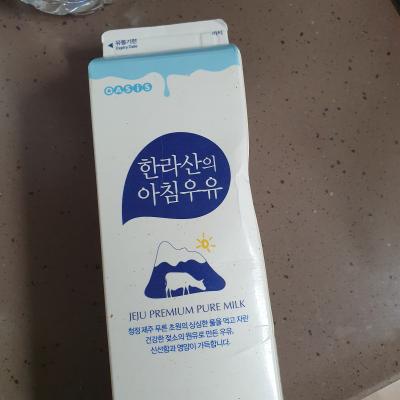 유통기한
Expiry Date
OASIS
한라산의
아침우유
JEJU PREMIUM PURE MILK
청정 제주 푸른 초원의 싱싱한 풀을 먹고 자란
건강한 젖소의 원유로 만든 우유,
신선함과 영양이 가득합니다.